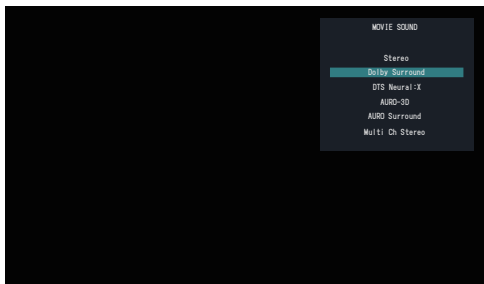 MOVIE SOUND
Stereo
Dolby Surround
DTS Neural:X
AURO-3D
AURO Surround
Multi Ch Stereo